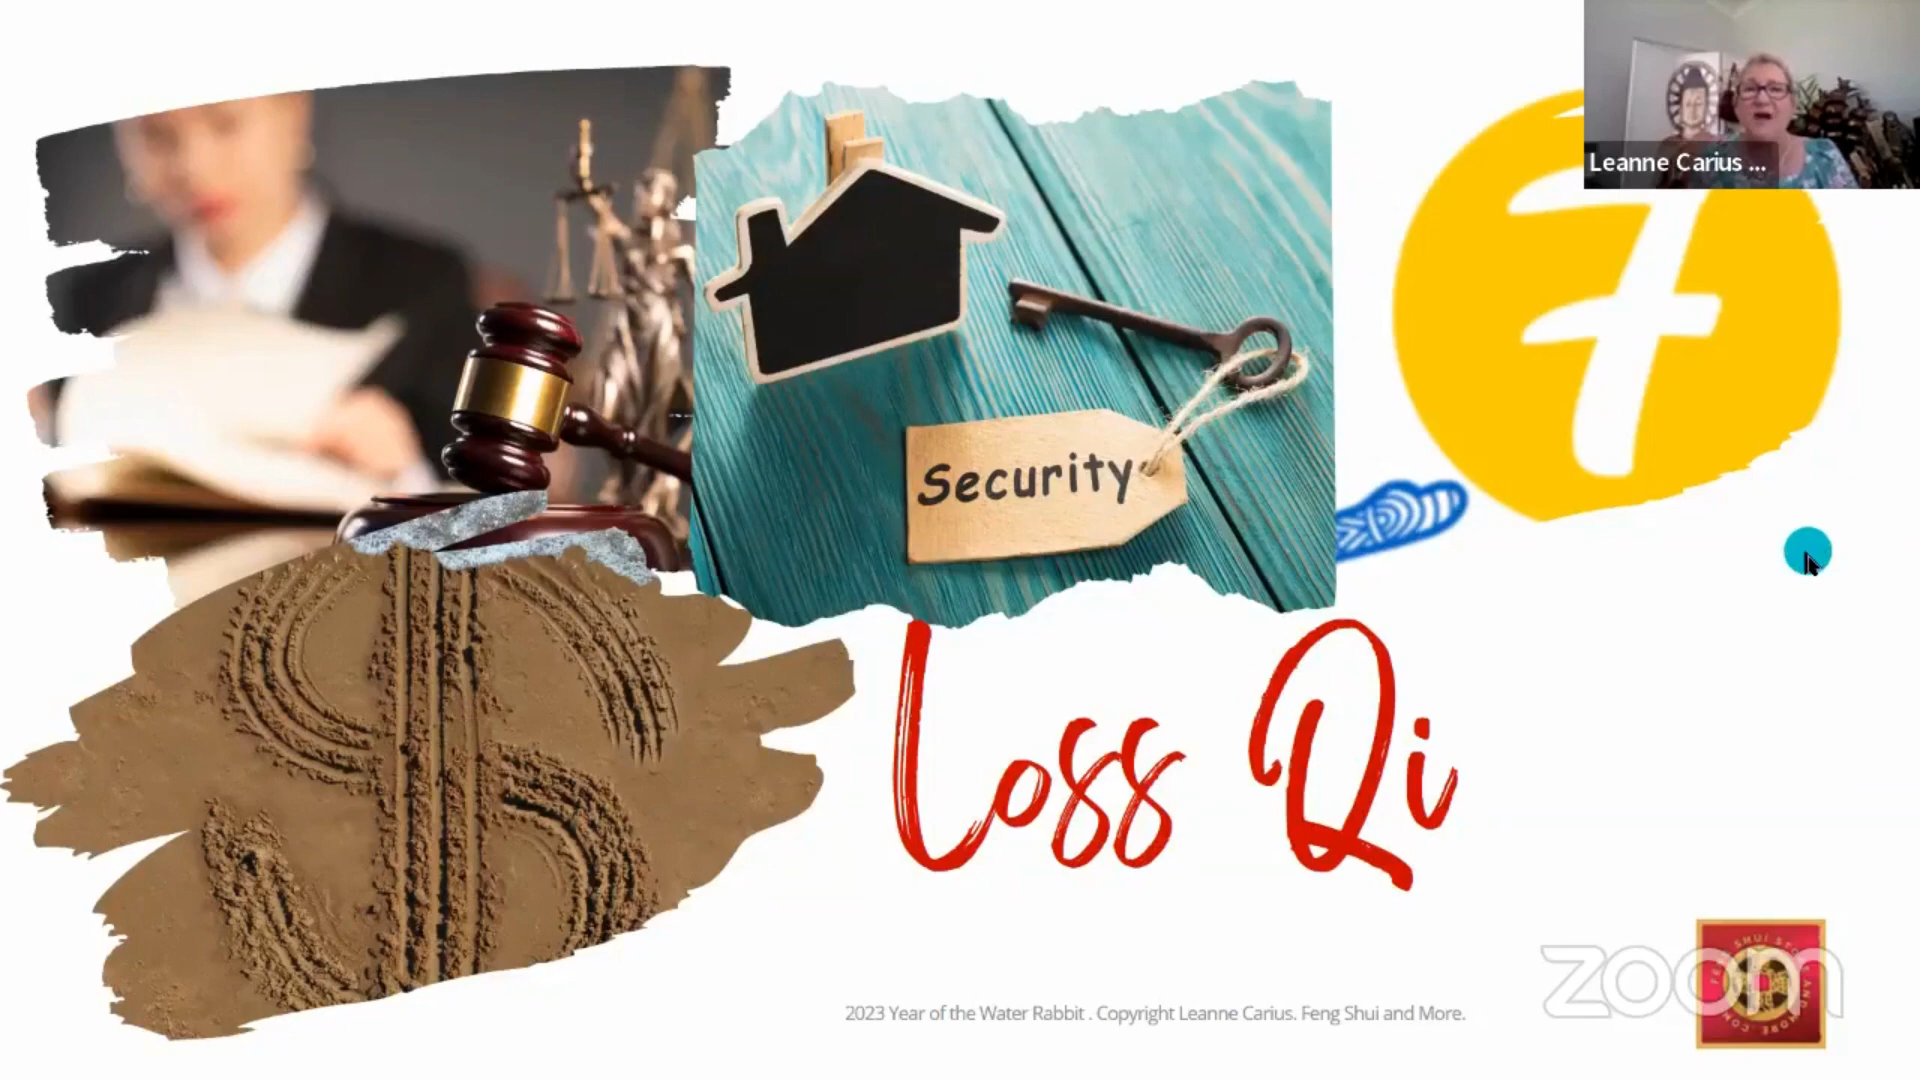 Leanne Carius ...
7
Security
Loss Qi
2023 Year of the Water Rabbit . Copyright Leanne Carius. Feng Shui and More.
zoom